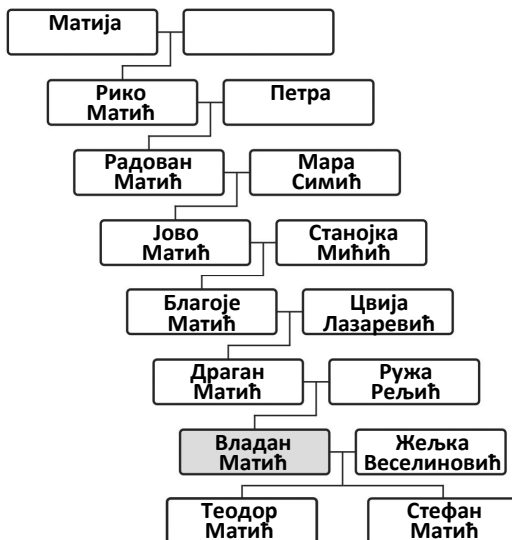 Матија
Рико
Матић
Петра
Радован
Матић
Мара
Симић
Јово
Матић
Станојка
Мићић
Благоје
Матић
Цвија
Лазаревић
Драган
Матић
Ружа
Рељић
Владан
Матић
Жељка
Веселиновић
Теодор
Матић
Стефан
Матић